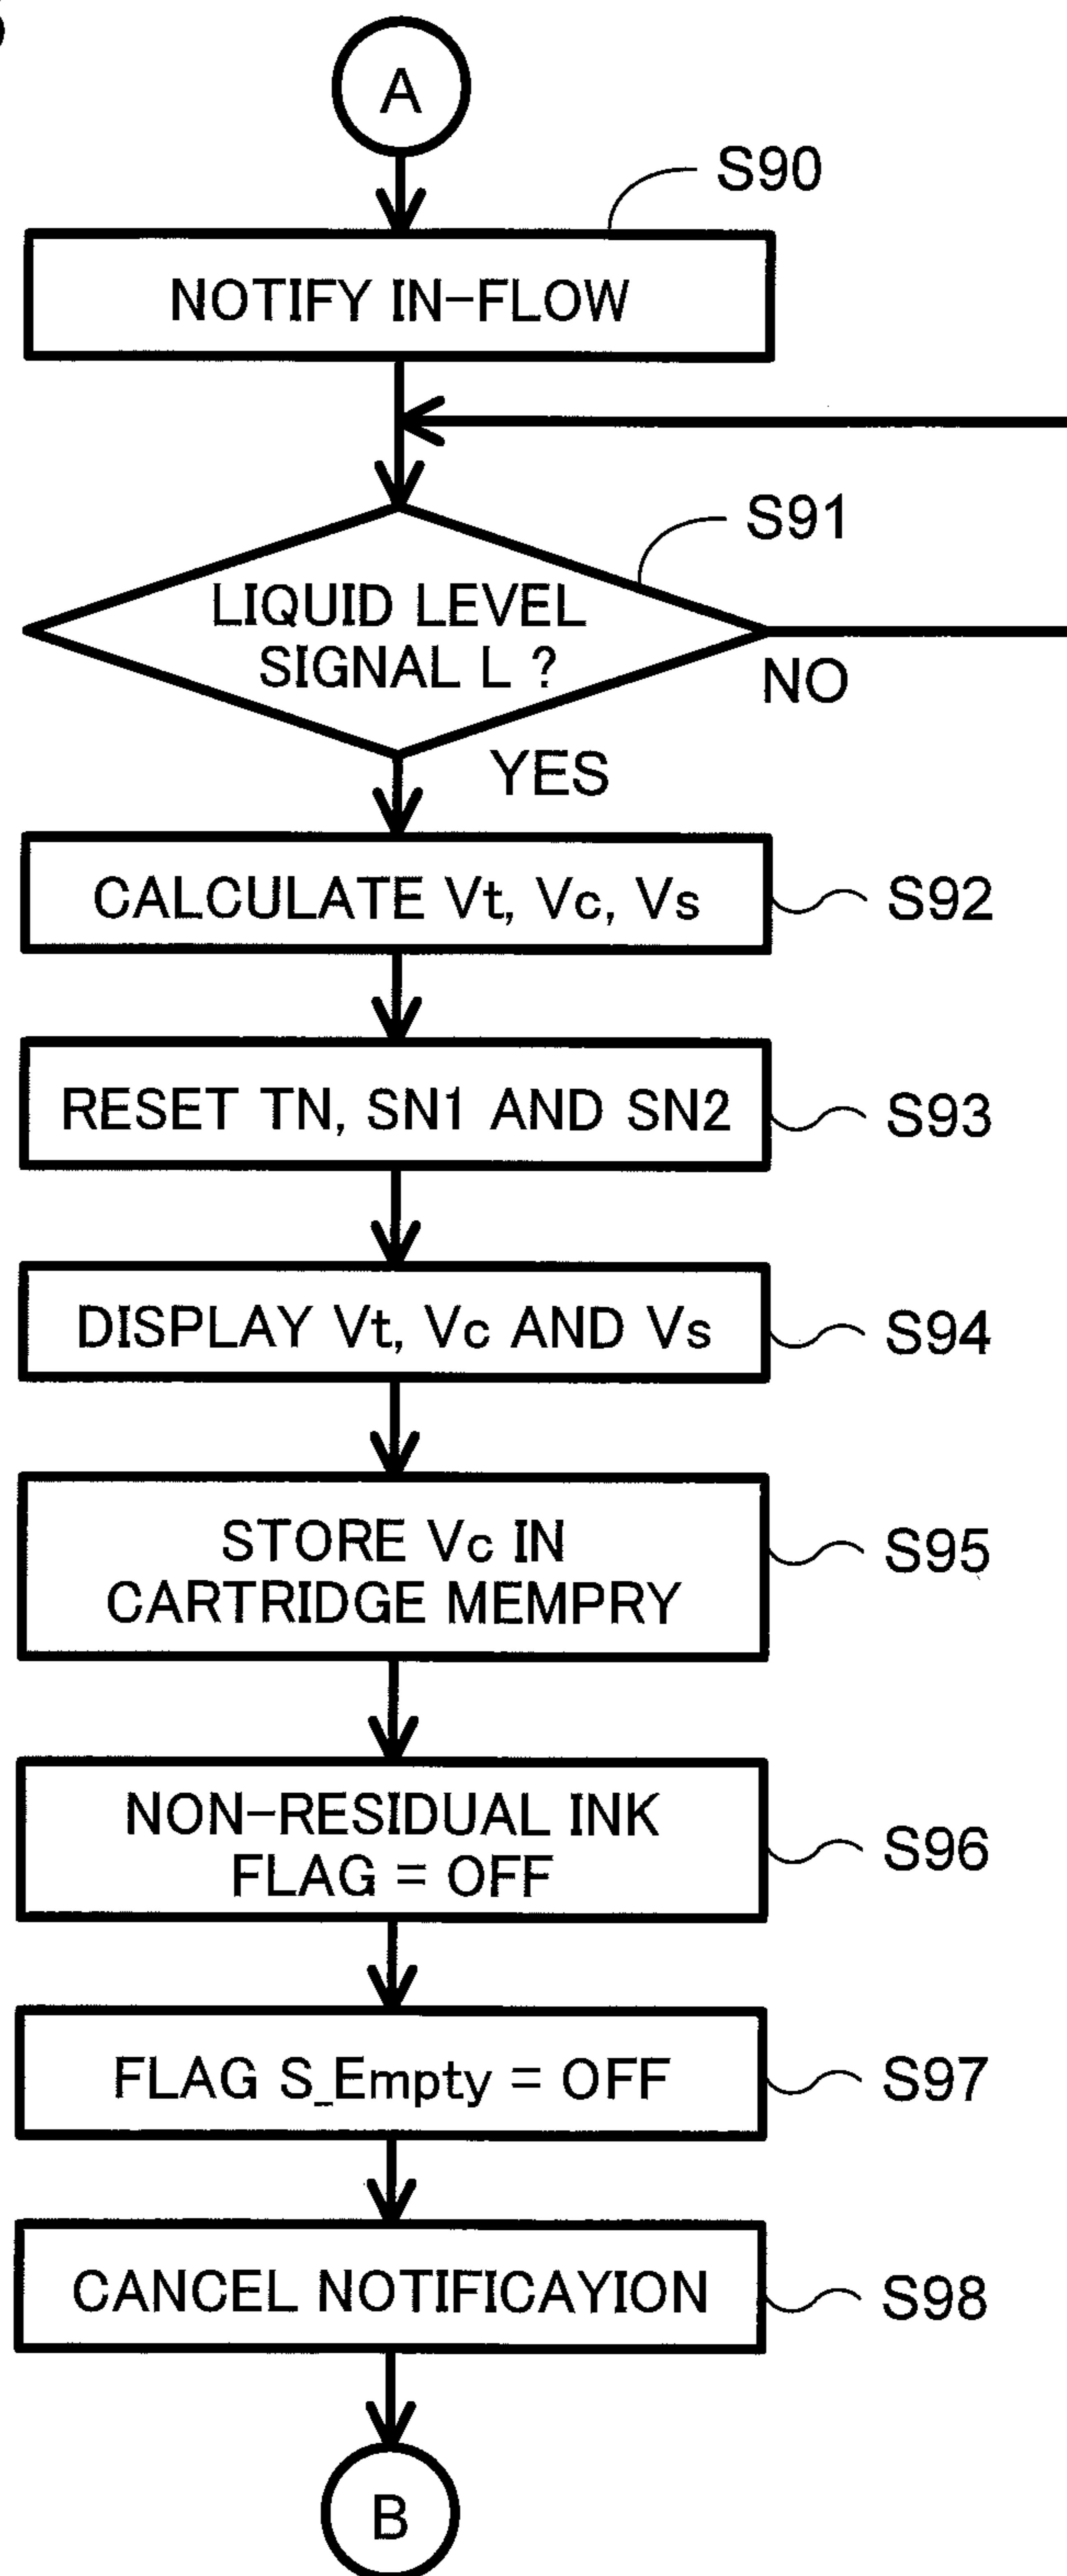 A
S90
NOTIFY IN-FLOW
S91
LIQUID LEVEL
SIGNAL L ?
NO
YES
CALCULATE Vt, Vc, Vs
S92
RESET TN, SN1 AND SN2
S93
DISPLAY Vt, Vc AND Vs
S94
STORE Vc IN
CARTRIDGE MEMPRY
S95
NON-RESIDUAL INK
FLAG = OFF
S96
FLAG S_Empty = OFF
S97
CANCEL NOTIFICAYION
S98
B